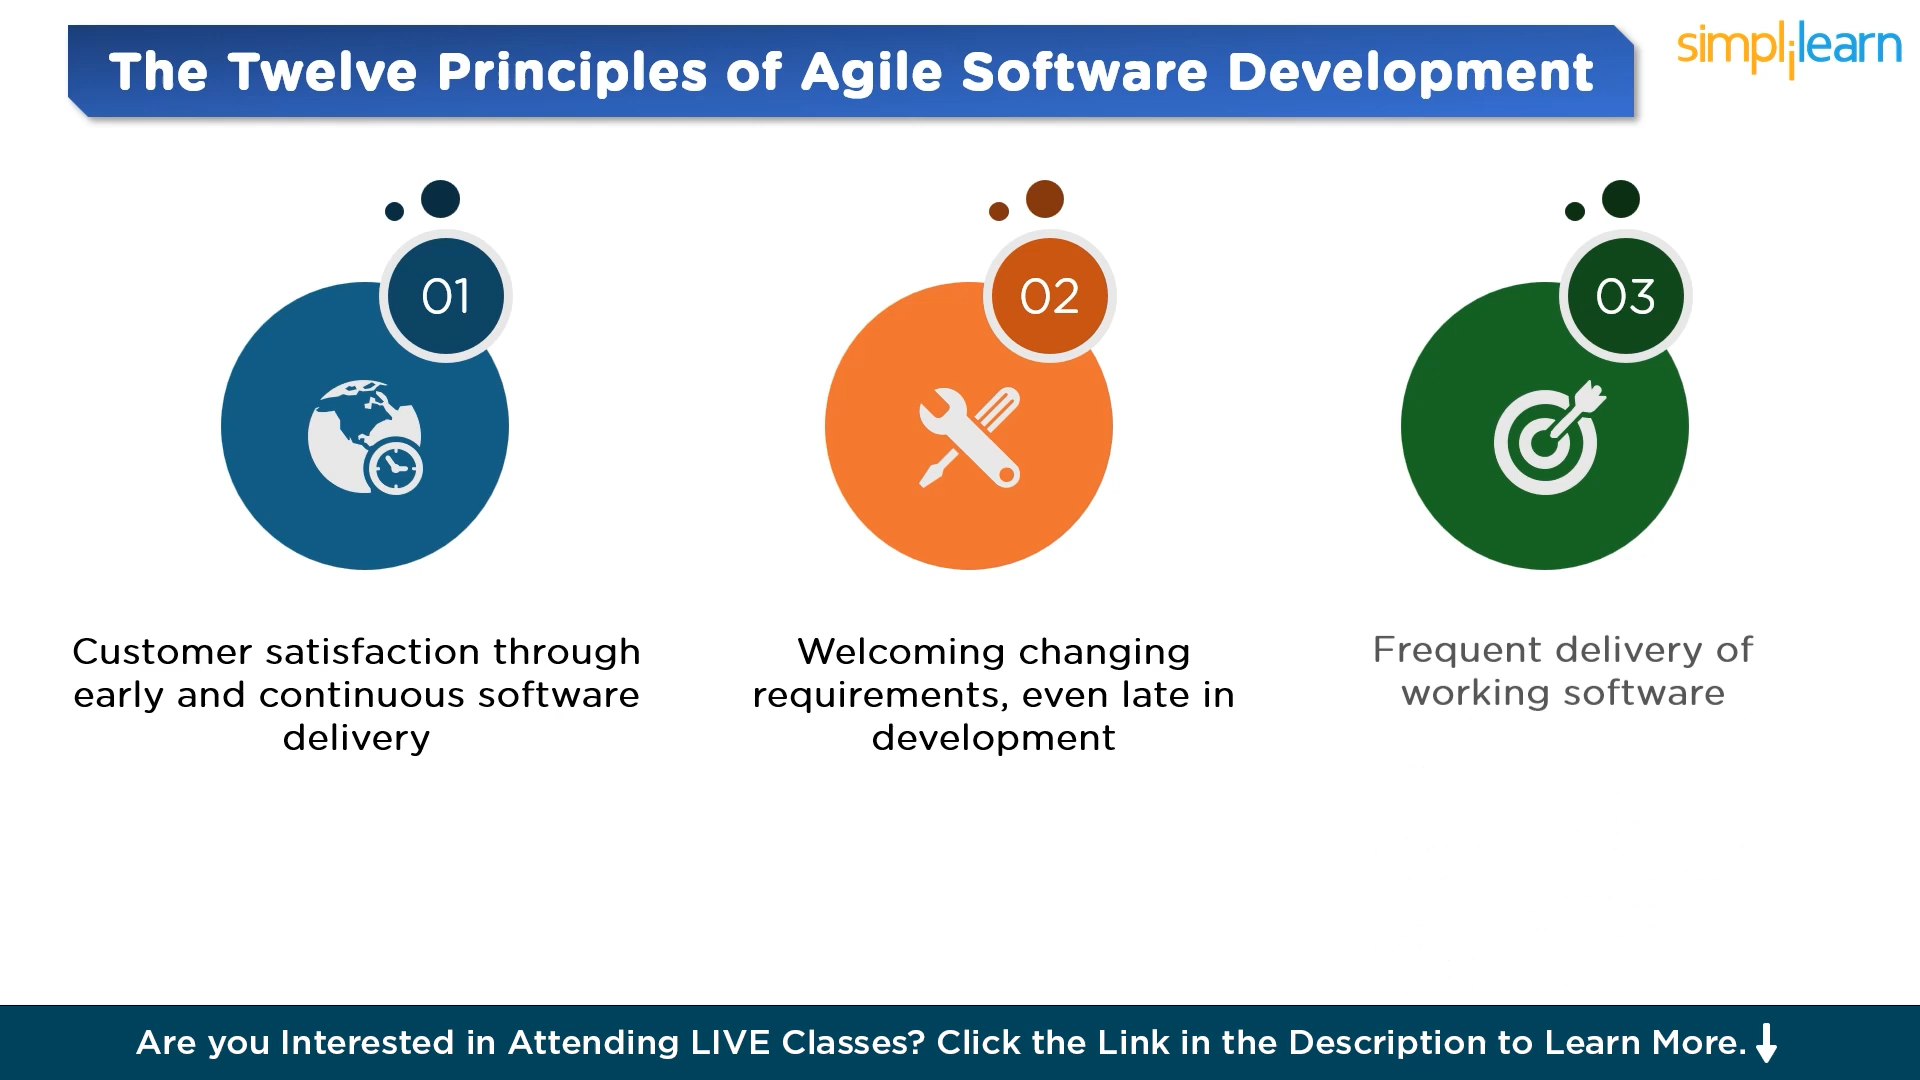 The Twelve Principles of Agile Software Development
simplilearn
01
02
03
Customer satisfaction through
early and continuous software
delivery
Welcoming changing
requirements, even late in
development
Frequent delivery of
working software
Are you Interested in Attending LIVE Classes? Click the Link in the Description to Learn More.